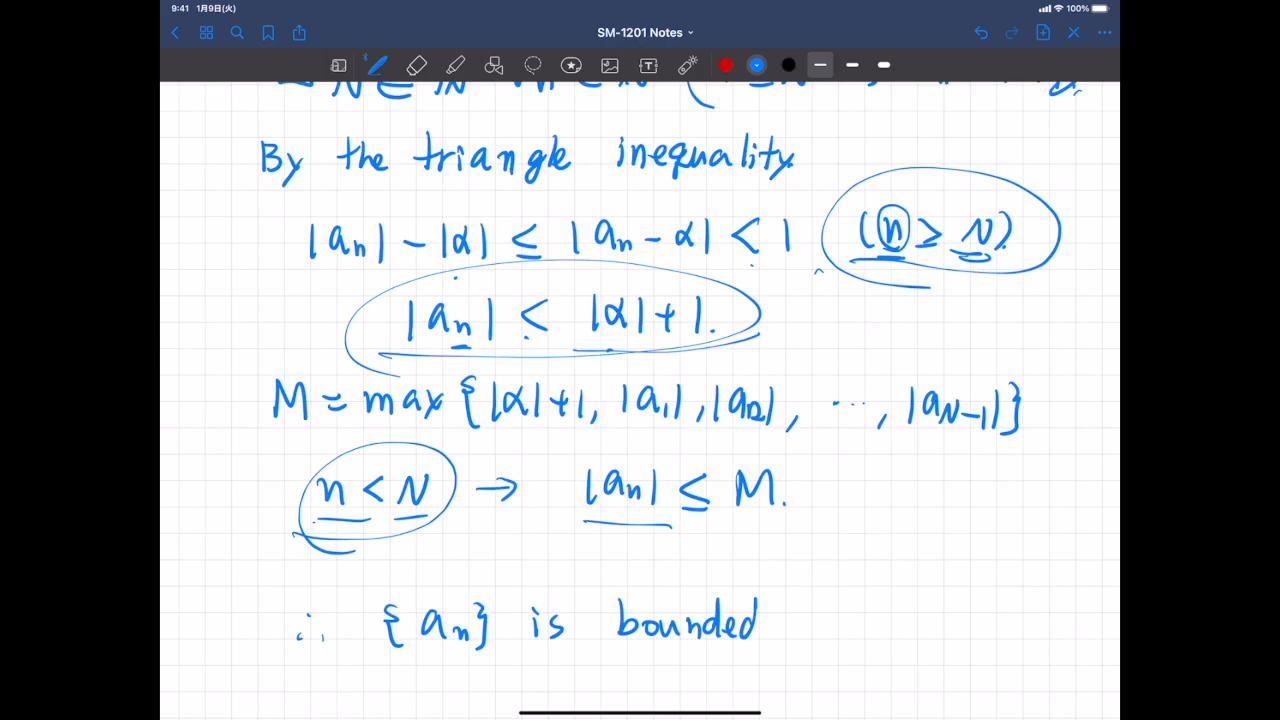 9:41 1月9日(火) 100%
SM-1201 Notes
By the triangle inequality
|an| - |α| ≤ |an - α| < 1 (n ≥ N)
|an| < |α| + 1.
M = max{|α|+1, |a1|, |a2|, ..., |aN-1|}
n < N → |an| ≤ M.
∴ {an} is bounded